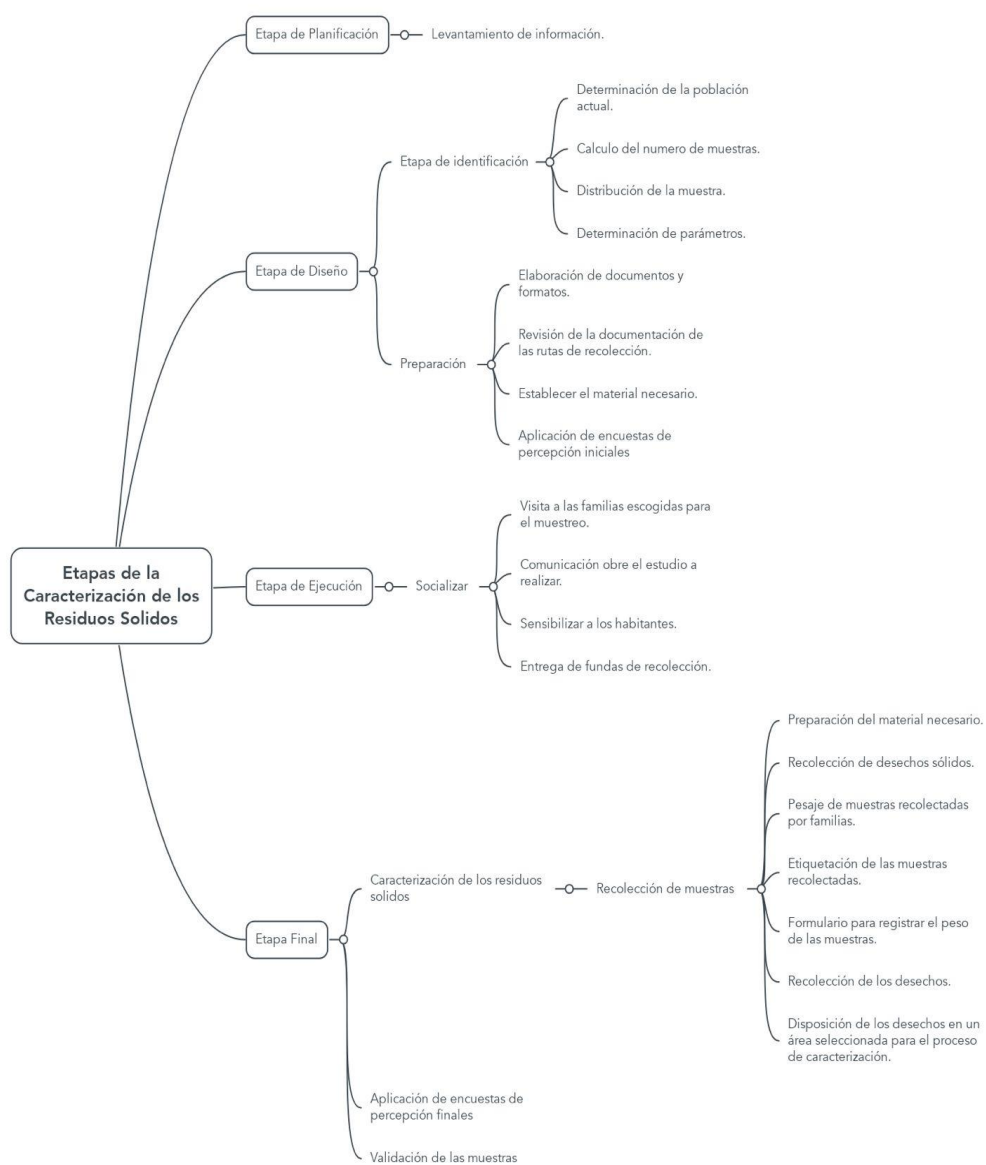 Etapas de la
Caracterización de los
Residuos Solidos
Etapa de Planificación
Levantamiento de información.
Etapa de Diseño
Etapa de identificación
Determinación de la población
actual.
Calculo del numero de muestras.
Distribución de la muestra.
Determinación de parámetros.
Preparación
Elaboración de documentos y
formatos.
Revisión de la documentación de
las rutas de recolección.
Establecer el material necesario.
Aplicación de encuestas de
percepción iniciales
Etapa de Ejecución
Socializar
Visita a las familias escogidas para
el muestreo.
Comunicación obre el estudio a
realizar.
Sensibilizar a los habitantes.
Entrega de fundas de recolección.
Etapa Final
Caracterización de los residuos
solidos
Recolección de muestras
Preparación del material necesario.
Recolección de desechos sólidos.
Pesaje de muestras recolectadas
por familias.
Etiquetación de las muestras
recolectadas.
Formulario para registrar el peso
de las muestras.
Recolección de los desechos.
Disposición de los desechos en un
área seleccionada para el proceso
de caracterización.
Aplicación de encuestas de
percepción finales
Validación de las muestras